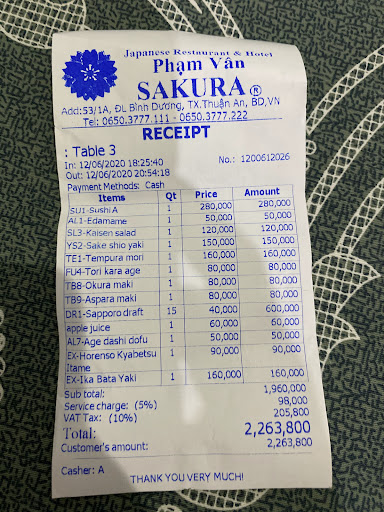 Japanese Restaurant & Hotel
Phạm Vân
SAKURA ®
Add:53/1A, ĐL Bình Dương, TX.Thuận An, BD,VN
Tel: 0650.3777.111 - 0650.3777.222
RECEIPT
: Table 3
In: 12/06/2020 18:25:40 No.: 1200612026
Out: 12/06/2020 20:54:18
Payment Methods: Cash
Items Qt Price Amount
SU1-Sushi A 1 280,000 280,000
AL1-Edamame 1 50,000 50,000
SL3-Kaisen salad 1 120,000 120,000
YS2-Sake shio yaki 1 150,000 150,000
TE1-Tempura mori 1 160,000 160,000
FU4-Tori kara age 1 80,000 80,000
TB8-Okura maki 1 80,000 80,000
TB9-Aspara maki 1 80,000 80,000
DR1-Sapporo draft 15 40,000 600,000
apple juice 1 60,000 60,000
AL7-Age dashi dofu 1 50,000 50,000
EX-Horenso Kyabetsu 1 90,000 90,000
Itame
EX-Ika Bata Yaki 1 160,000 160,000
Sub total: 1,960,000
Service charge: (5%) 98,000
VAT Tax: (10%) 205,800
Total: 2,263,800
Customer's amount: 2,263,800
Casher: A
THANK YOU VERY MUCH!